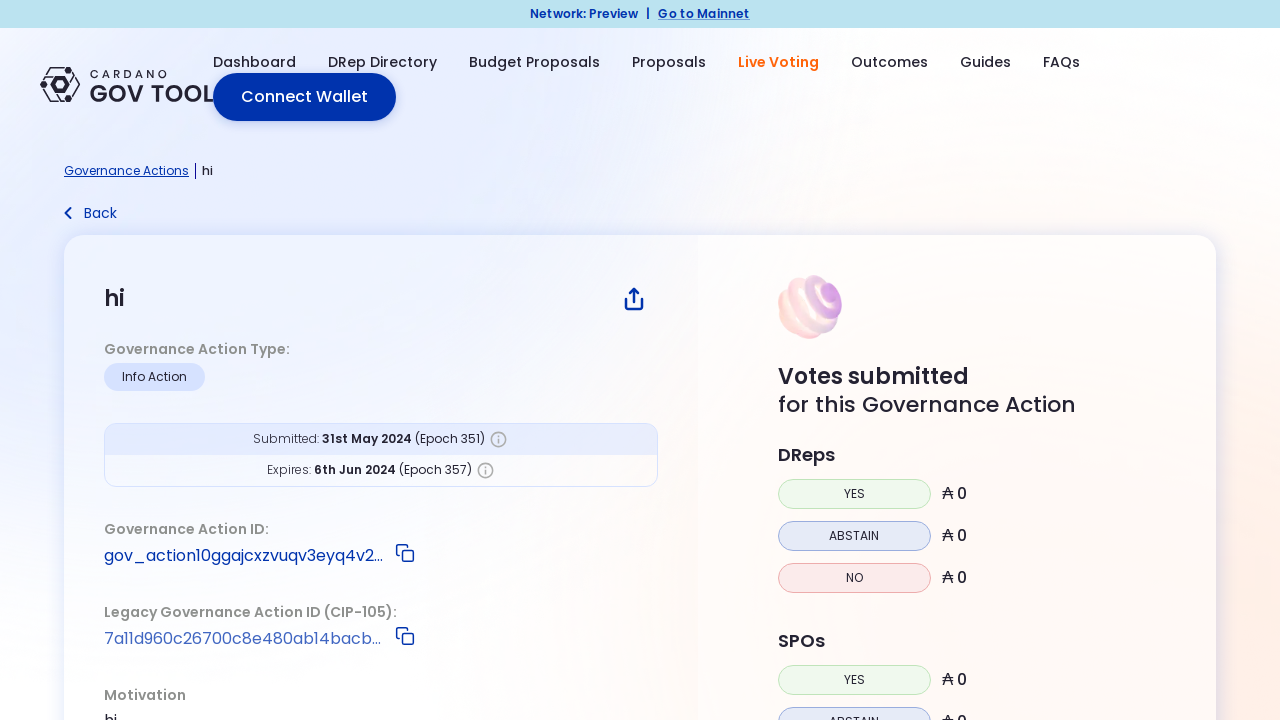 Network: Preview | Go to Mainnet
CARDANO
GOV TOOL
Dashboard DRep Directory Budget Proposals Proposals Live Voting Outcomes Guides FAQs
Connect Wallet
Governance Actions | hi
Back
hi
Governance Action Type:
Info Action
Submitted: 31st May 2024 (Epoch 351)
Expires: 6th Jun 2024 (Epoch 357)
Governance Action ID:
gov_action10ggajcxzvuqv3eyq4v2...
Legacy Governance Action ID (CIP-105):
7a11d960c26700c8e480ab14bacb...
Motivation
hi
Votes submitted
for this Governance Action
DReps
YES ₳ 0
ABSTAIN ₳ 0
NO ₳ 0
SPOs
YES ₳ 0
ABSTAIN ₳ 0